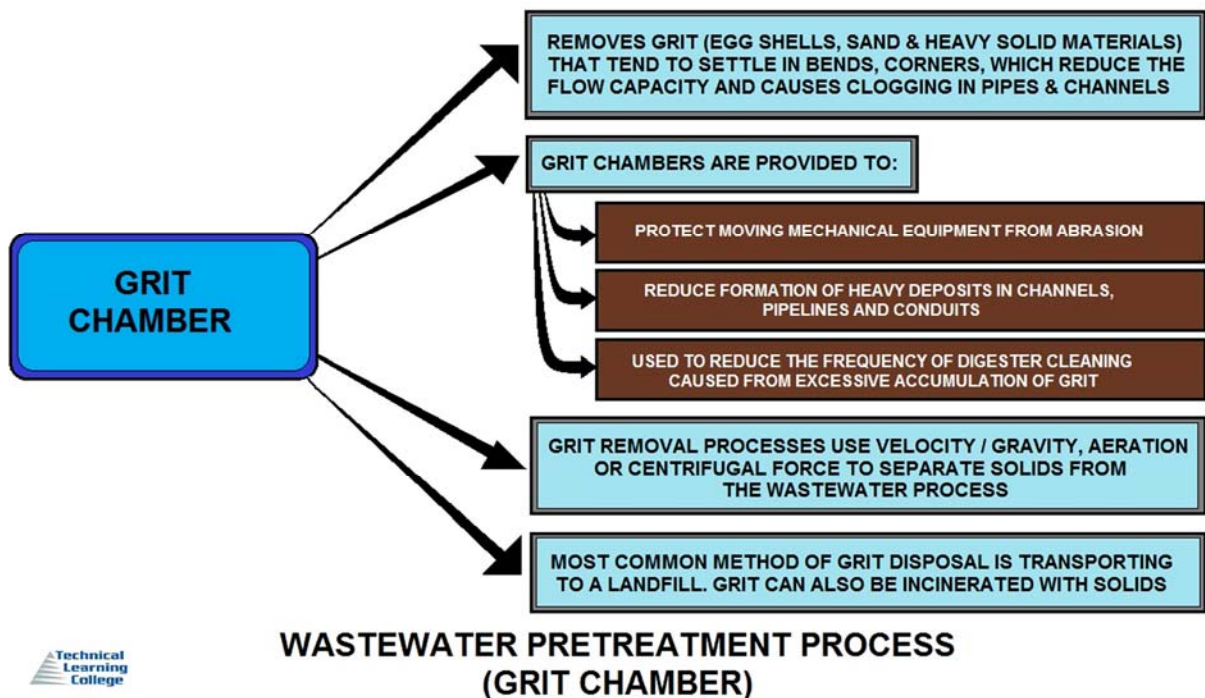 REMOVES GRIT (EGG SHELLS, SAND & HEAVY SOLID MATERIALS)
THAT TEND TO SETTLE IN BENDS, CORNERS, WHICH REDUCE THE
FLOW CAPACITY AND CAUSES CLOGGING IN PIPES & CHANNELS
GRIT CHAMBERS ARE PROVIDED TO:
PROTECT MOVING MECHANICAL EQUIPMENT FROM ABRASION
REDUCE FORMATION OF HEAVY DEPOSITS IN CHANNELS,
PIPELINES AND CONDUITS
USED TO REDUCE THE FREQUENCY OF DIGESTER CLEANING
CAUSED FROM EXCESSIVE ACCUMULATION OF GRIT
GRIT
CHAMBER
GRIT REMOVAL PROCESSES USE VELOCITY / GRAVITY, AERATION
OR CENTRIFUGAL FORCE TO SEPARATE SOLIDS FROM
THE WASTEWATER PROCESS
MOST COMMON METHOD OF GRIT DISPOSAL IS TRANSPORTING
TO A LANDFILL. GRIT CAN ALSO BE INCINERATED WITH SOLIDS
WASTEWATER PRETREATMENT PROCESS
(GRIT CHAMBER)
Technical
Learning
College